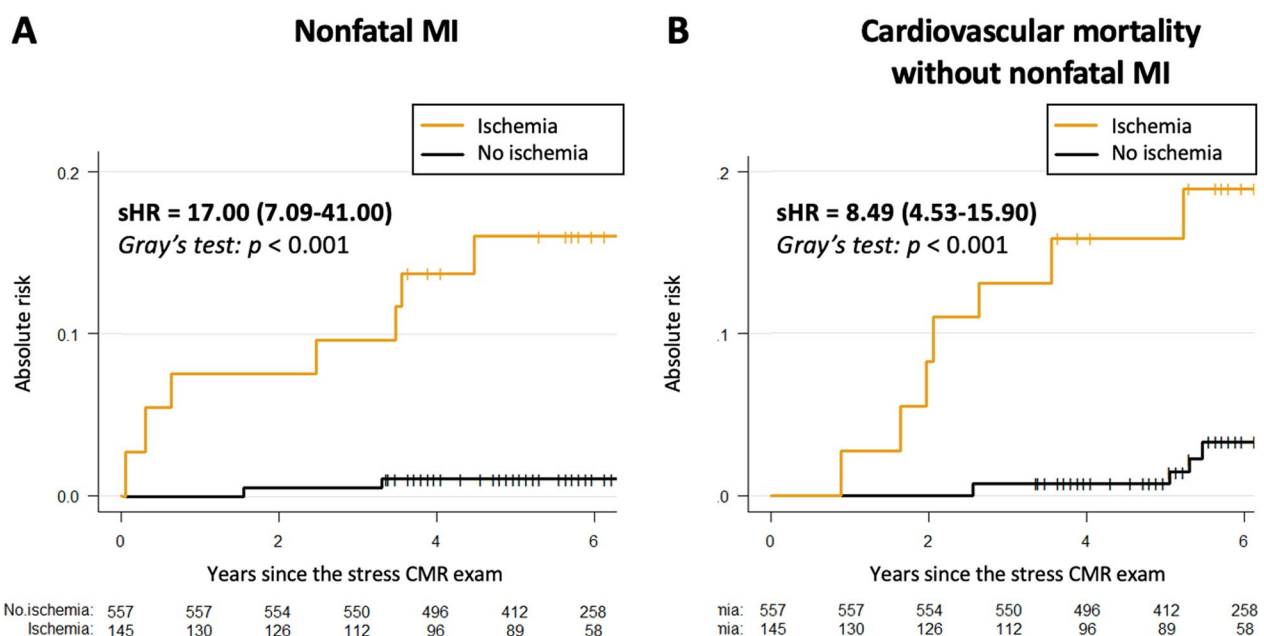 A
Nonfatal MI
Ischemia
No ischemia
0.2
sHR = 17.00 (7.09-41.00)
Gray’s test: p < 0.001
Absolute risk
0.1
0.0
0 2 4 6
Years since the stress CMR exam
No.ischemia: 557 557 554 550 496 412 258
Ischemia: 145 130 126 112 96 89 58
B
Cardiovascular mortality
without nonfatal MI
Ischemia
No ischemia
.2
sHR = 8.49 (4.53-15.90)
Gray’s test: p < 0.001
Absolute risk
.1
.0
0 2 4 6
Years since the stress CMR exam
mia: 557 557 554 550 496 412 258
mia: 145 130 126 112 96 89 58